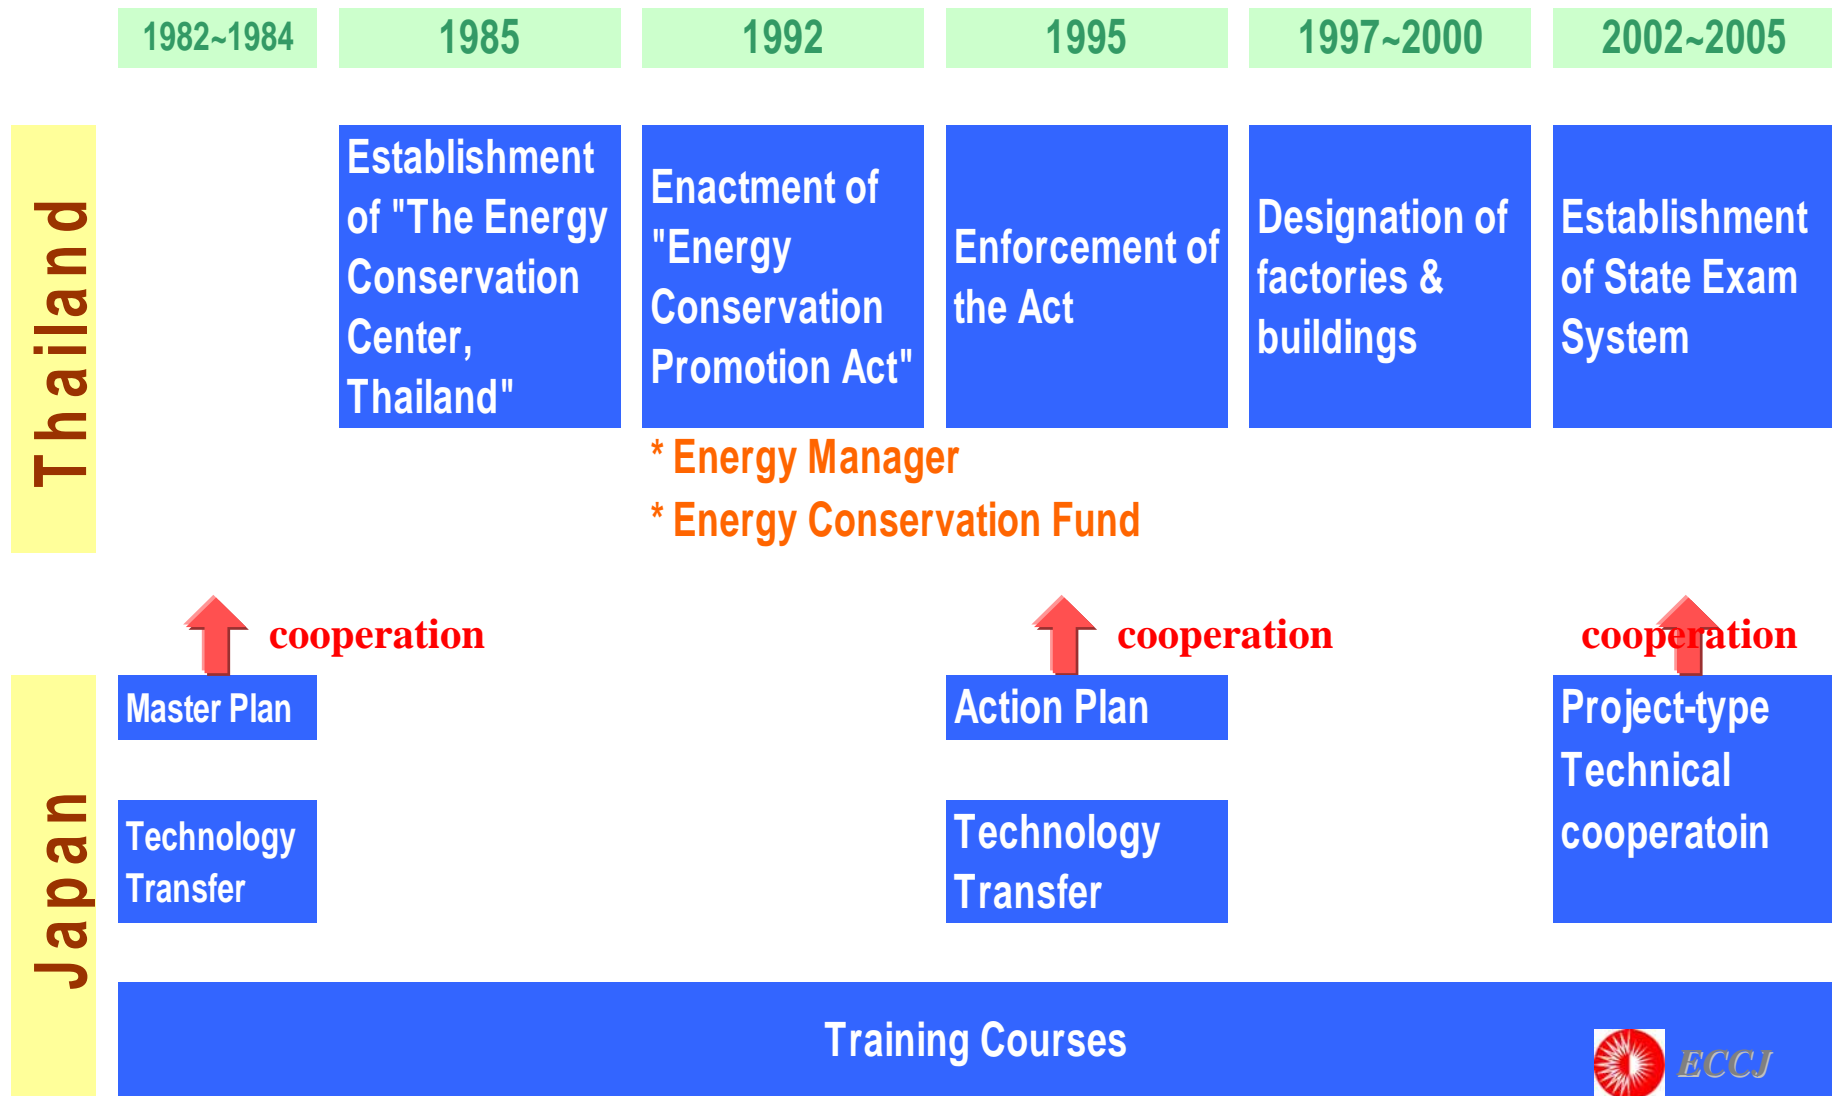 1982~1984
1985
1992
1995
1997~2000
2002~2005
Thailand
Establishment
of "The Energy
Conservation
Center,
Thailand"
Enactment of
"Energy
Conservation
Promotion Act"
Enforcement of
the Act
Designation of
factories &
buildings
Establishment
of State Exam
System
* Energy Manager
* Energy Conservation Fund
cooperation
cooperation
cooperation
Japan
Master Plan
Technology
Transfer
Action Plan
Technology
Transfer
Project-type
Technical
cooperatoin
Training Courses
ECCJ